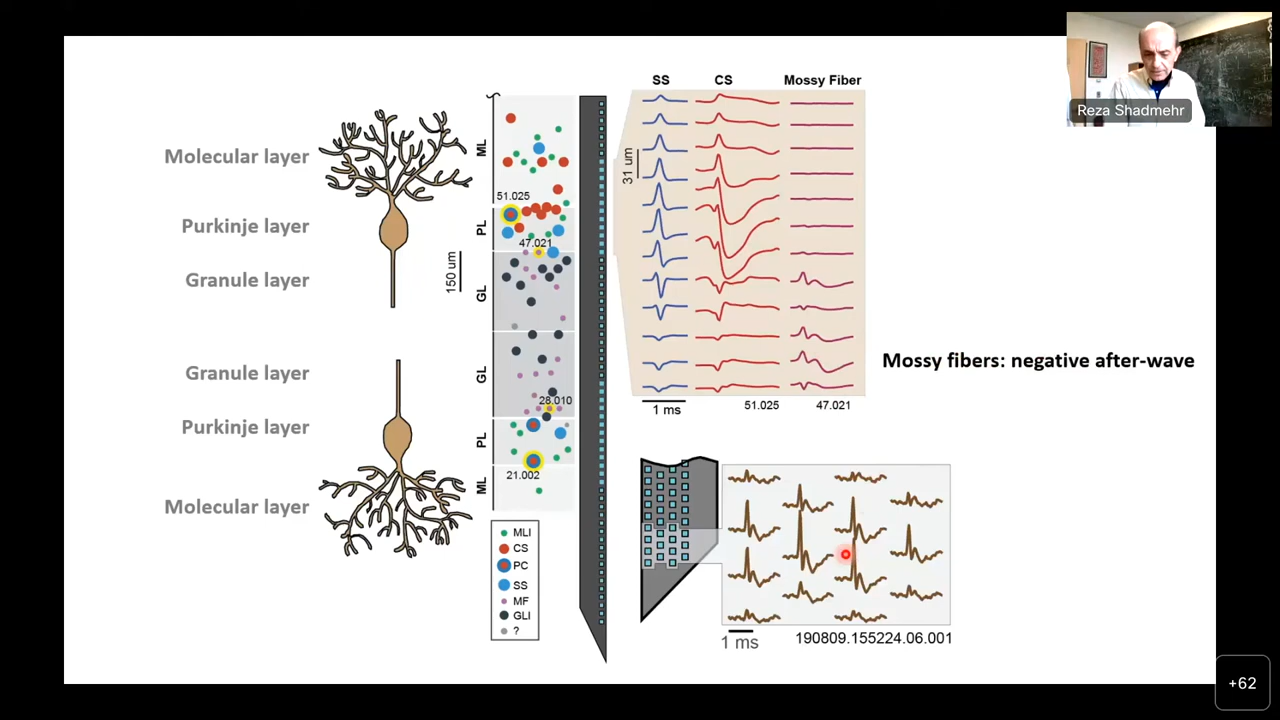 Reza Shadmehr
Molecular layer
Purkinje layer
Granule layer
Granule layer
Purkinje layer
Molecular layer
ML
51.025
PL
47.021
150 um
GL
GL
28.010
PL
21.002
ML
MLI
CS
PC
SS
MF
GLI
?
SS CS Mossy Fiber
31 um
1 ms 51.025 47.021
Mossy fibers: negative after-wave
1 ms
190809.155224.06.001
+62